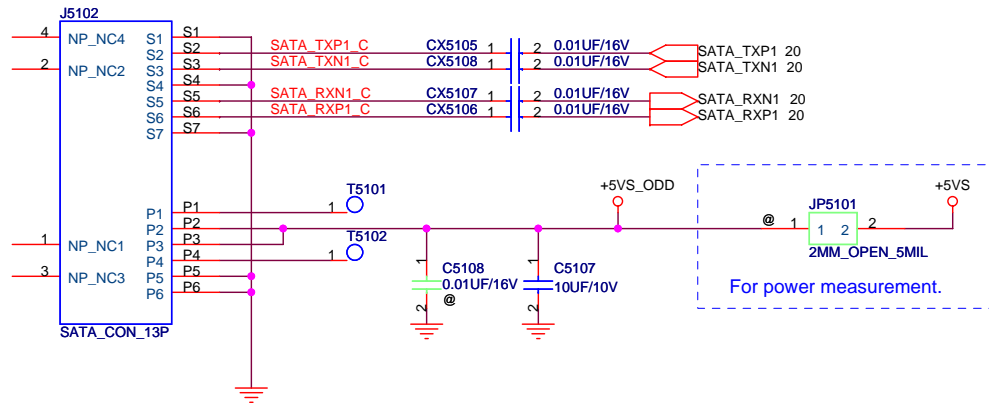 J5102
4 NP_NC4 S1 S1
S2 S2 SATA_TXP1_C CX5105 1 2 0.01UF/16V SATA_TXP1 20
2 NP_NC2 S3 S3 SATA_TXN1_C CX5108 1 2 0.01UF/16V SATA_TXN1 20
S4 S4
S5 S5 SATA_RXN1_C CX5107 1 2 0.01UF/16V SATA_RXN1 20
S6 S6 SATA_RXP1_C CX5106 1 2 0.01UF/16V SATA_RXP1 20
S7 S7
+5VS_ODD +5VS
T5101
P1 P1 1
JP5101
P2 P2 @ 1 1 2 2
1 NP_NC1 P3 P3
T5102
P4 P4 1
2MM_OPEN_5MIL
3 NP_NC3 P5 P5
P6 P6
1 C5108 1 C5107
0.01UF/16V 10UF/10V
2 @ 2
For power measurement.
SATA_CON_13P